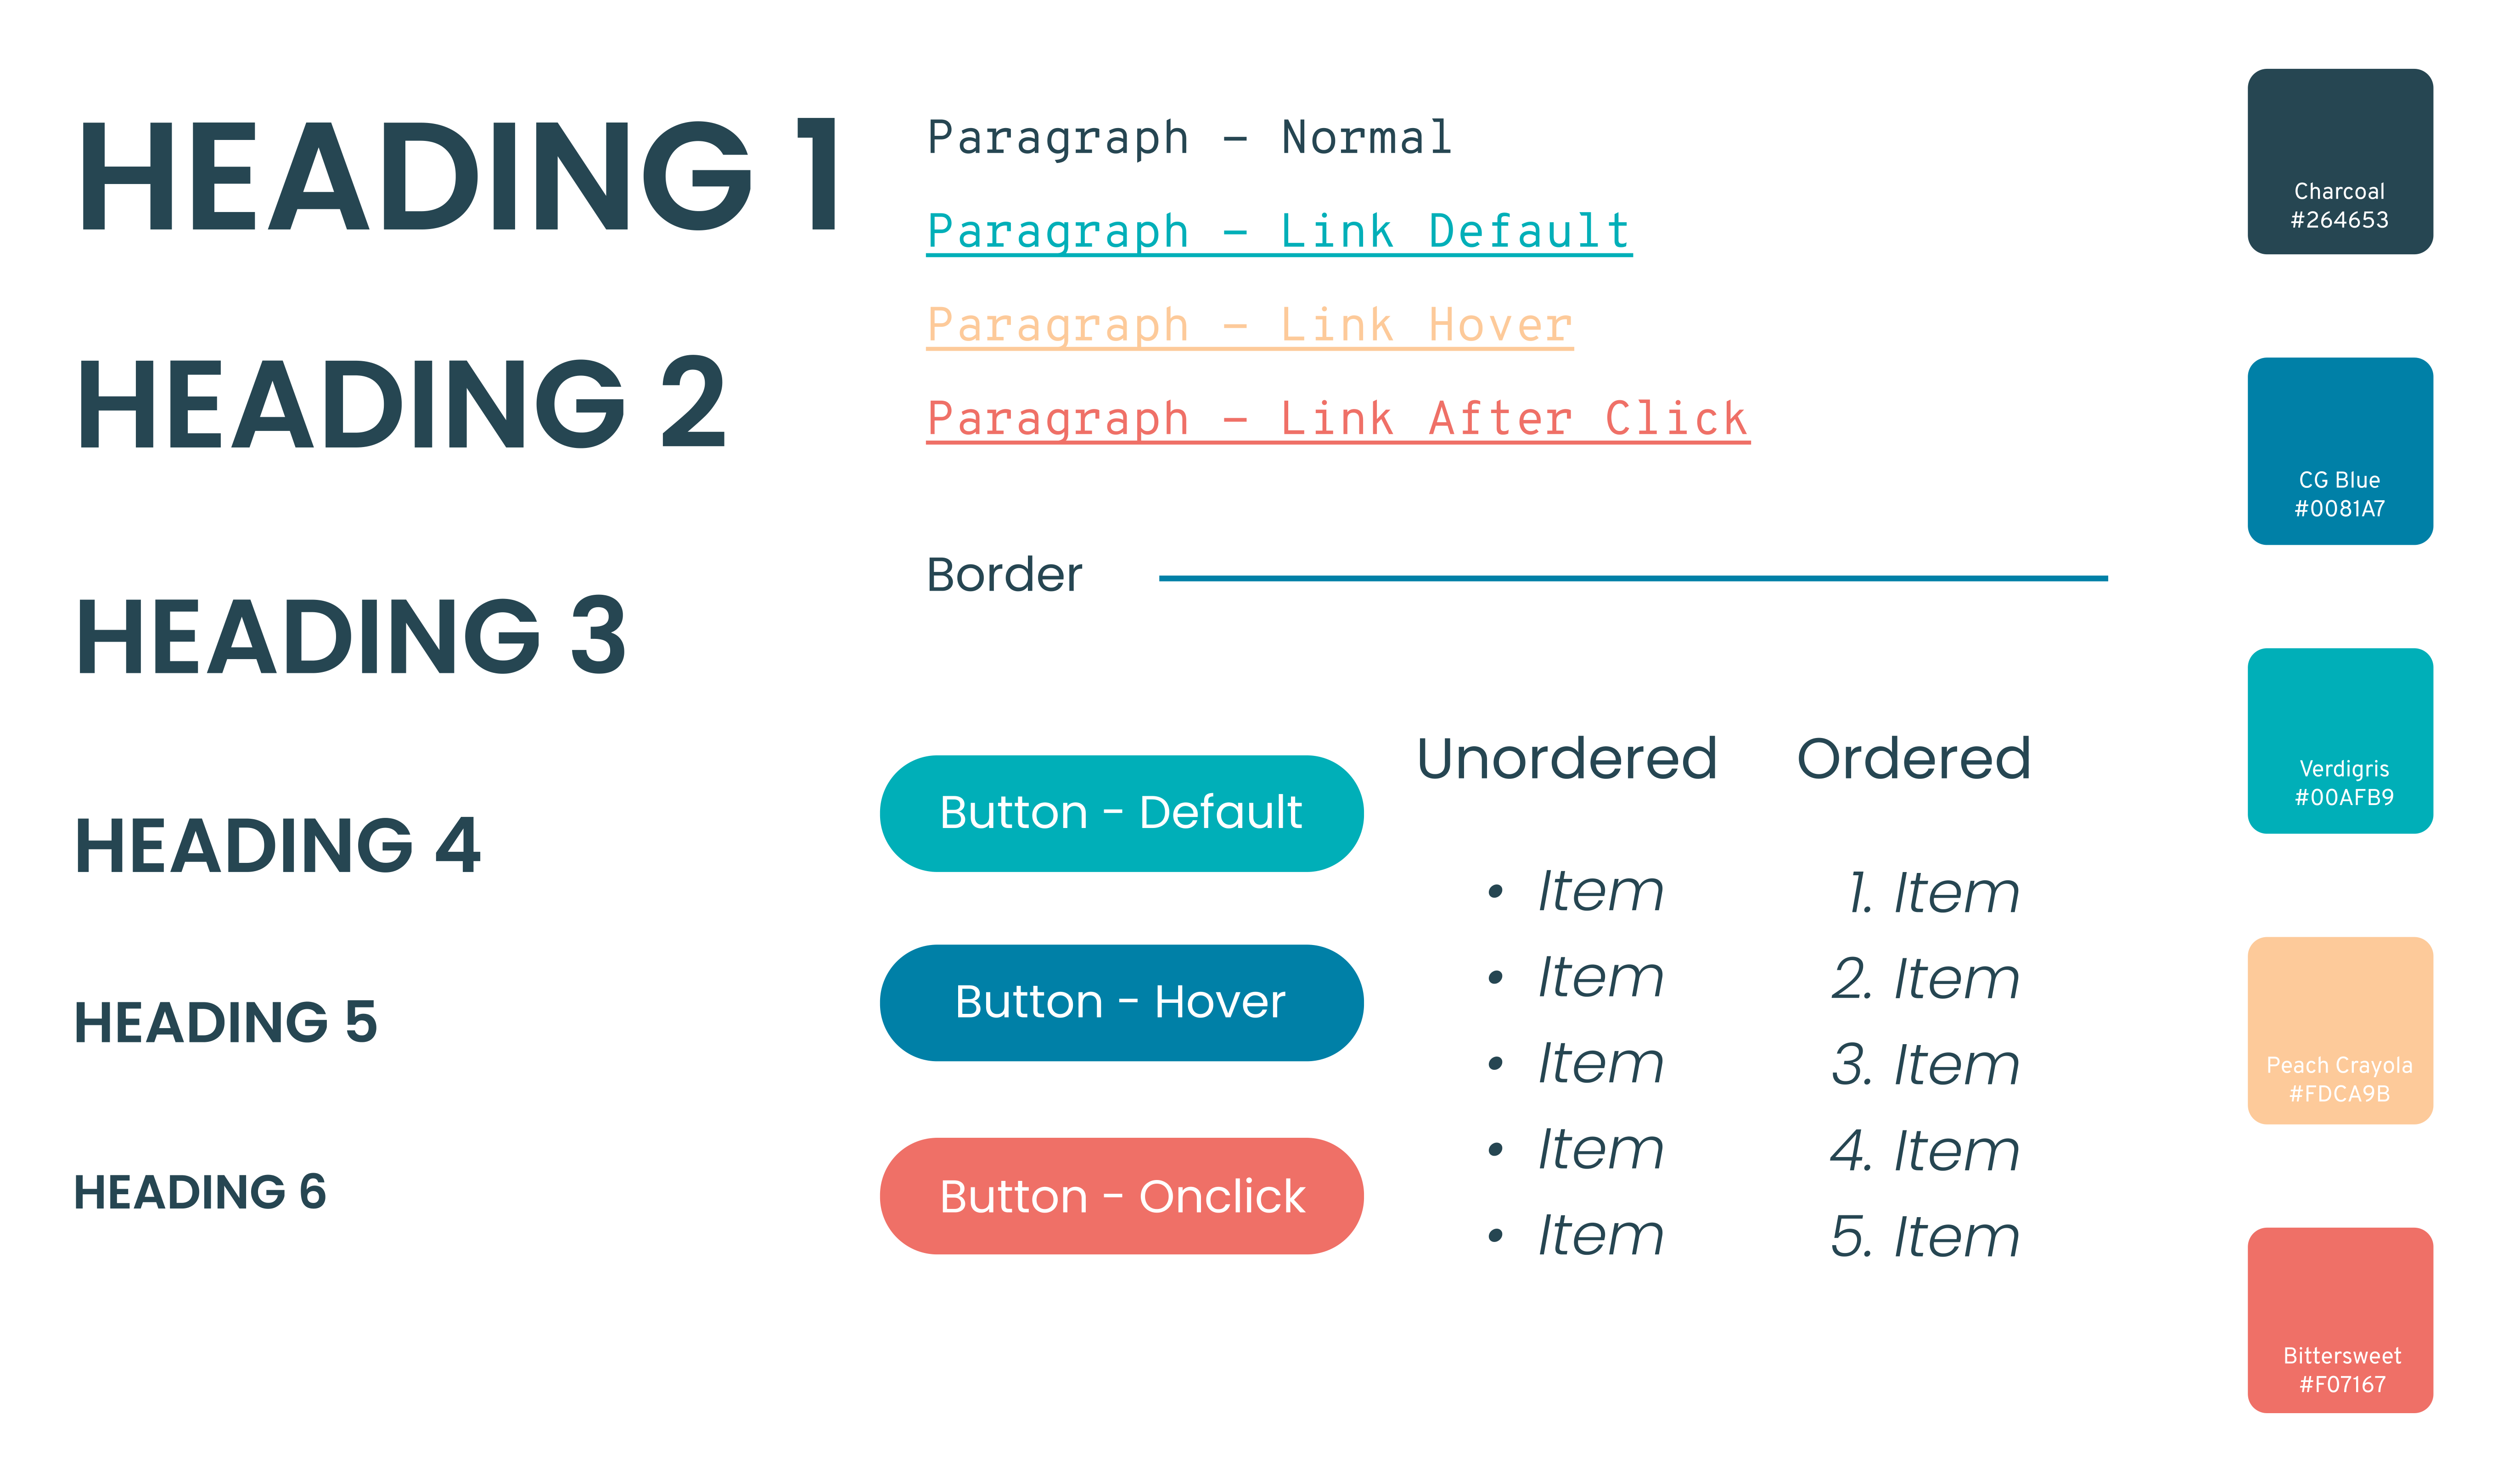 HEADING 1
HEADING 2
HEADING 3
HEADING 4
HEADING 5
HEADING 6
Paragraph - Normal
Paragraph - Link Default
Paragraph - Link Hover
Paragraph - Link After Click
Border
Button - Default
Button - Hover
Button - Onclick
Unordered
• Item
• Item
• Item
• Item
• Item
Ordered
1. Item
2. Item
3. Item
4. Item
5. Item
Charcoal
#264653
CG Blue
#0081A7
Verdigris
#00AFB9
Peach Crayola
#FDCA9B
Bittersweet
#F07167